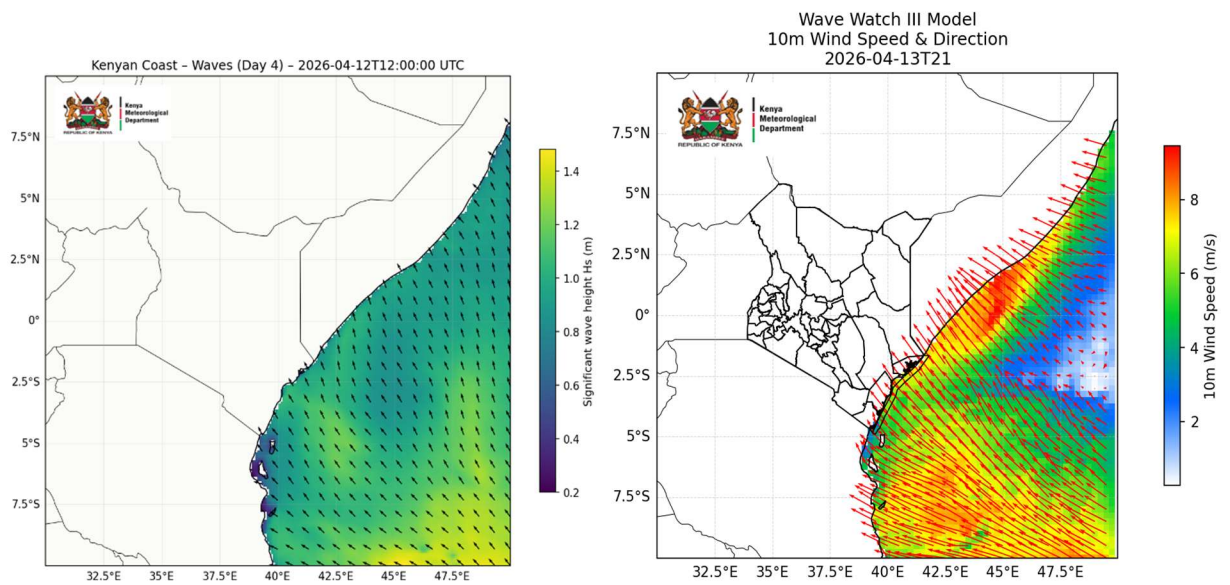 Kenyan Coast – Waves (Day 4) – 2026-04-12T12:00:00 UTC
Kenya
Meteorological
Department
REPUBLIC OF KENYA
7.5°N
5°N
2.5°N
0°
2.5°S
5°S
7.5°S
32.5°E 35°E 37.5°E 40°E 42.5°E 45°E 47.5°E
1.4
1.2
1.0
0.8
0.6
0.4
0.2
Significant wave height Hs (m)
Wave Watch III Model
10m Wind Speed & Direction
2026-04-13T21
Kenya
Meteorological
Department
REPUBLIC OF KENYA
7.5°N
5°N
2.5°N
0°
2.5°S
5°S
7.5°S
32.5°E 35°E 37.5°E 40°E 42.5°E 45°E 47.5°E
8
6
4
2
10m Wind Speed (m/s)